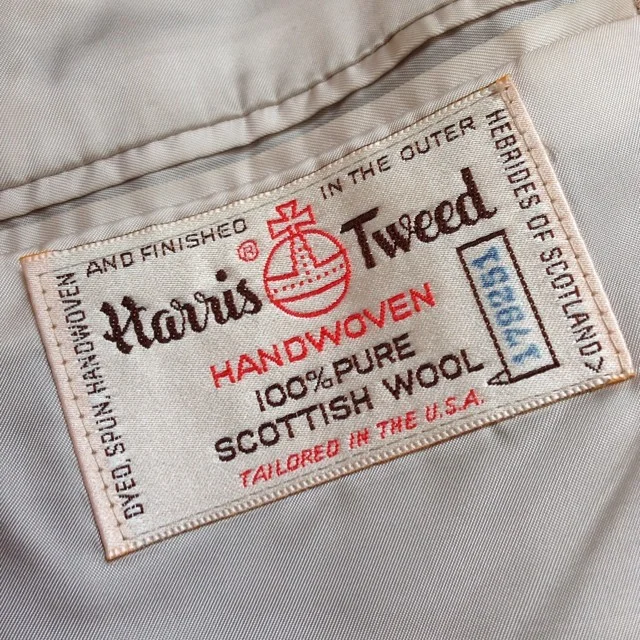 DYED, SPUN, HANDWOVEN
AND FINISHED
IN THE OUTER
HEBRIDES OF SCOTLAND
Harris ® Tweed
HANDWOVEN
100% PURE
SCOTTISH WOOL
TAILORED IN THE U.S.A.